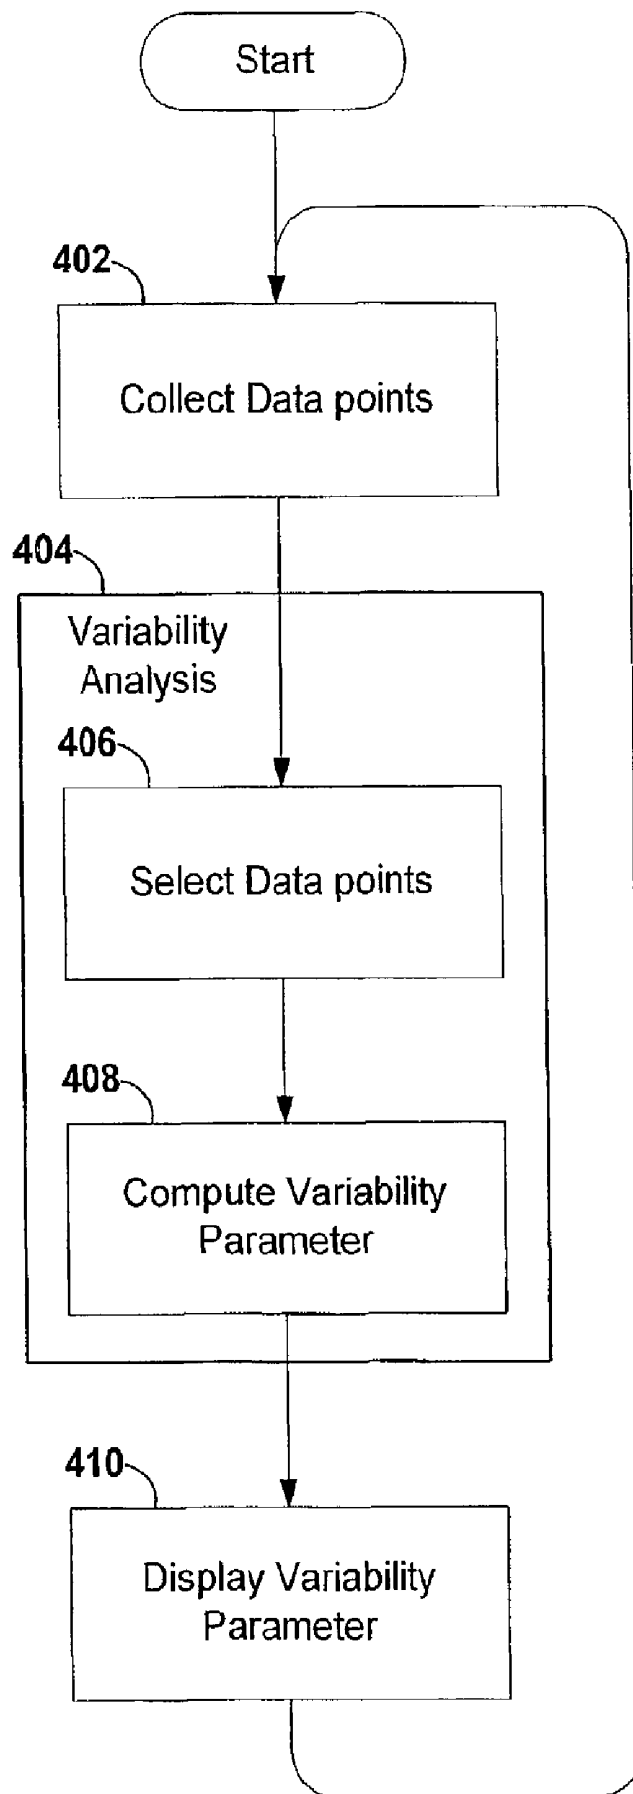 Start
402
Collect Data points
404
Variability
Analysis
406
Select Data points
408
Compute Variability
Parameter
410
Display Variability
Parameter